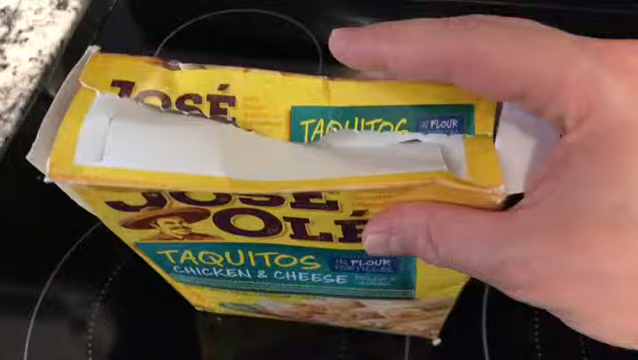 JOSÉ
TAQUITOS IN FLOUR
JOSÉ
OLÉ
TAQUITOS IN FLOUR
TORTILLAS
CHICKEN & CHEESE